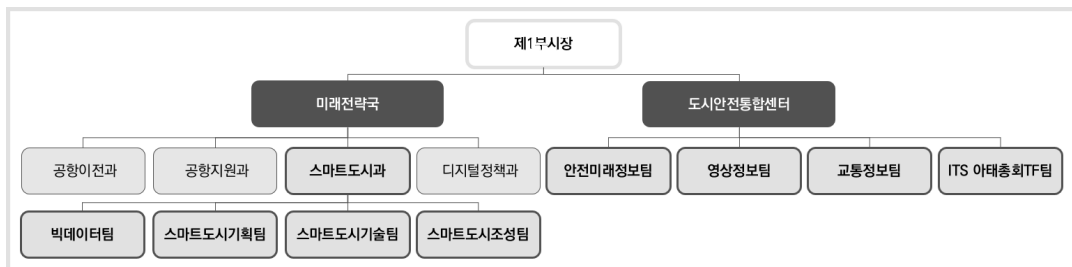 제1부시장
미래전략국 도시안전통합센터
공항이전과 공항지원과 스마트도시과 디지털정책과 안전미래정보팀 영상정보팀 교통정보팀 ITS 아태총회TF팀
빅데이터팀 스마트도시기획팀 스마트도시기술팀 스마트도시조성팀